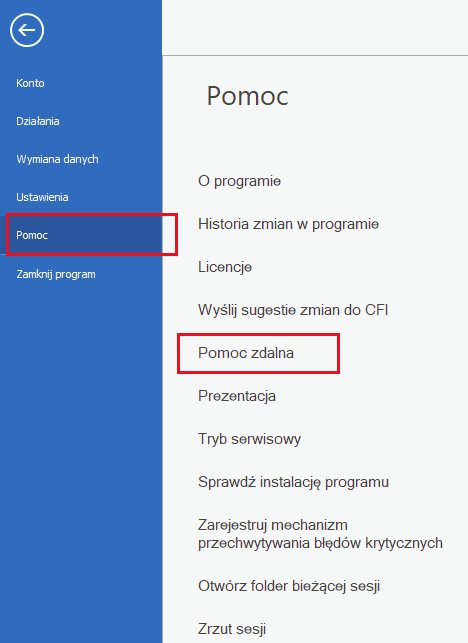 Konto
Działania
Wymiana danych
Ustawienia
Pomoc
Zamknij program
Pomoc
O programie
Historia zmian w programie
Licencje
Wyślij sugestie zmian do CFI
Pomoc zdalna
Prezentacja
Tryb serwisowy
Sprawdź instalację programu
Zarejestruj mechanizm
przechwytywania błędów krytycznych
Otwórz folder bieżącej sesji
Zrzut sesji